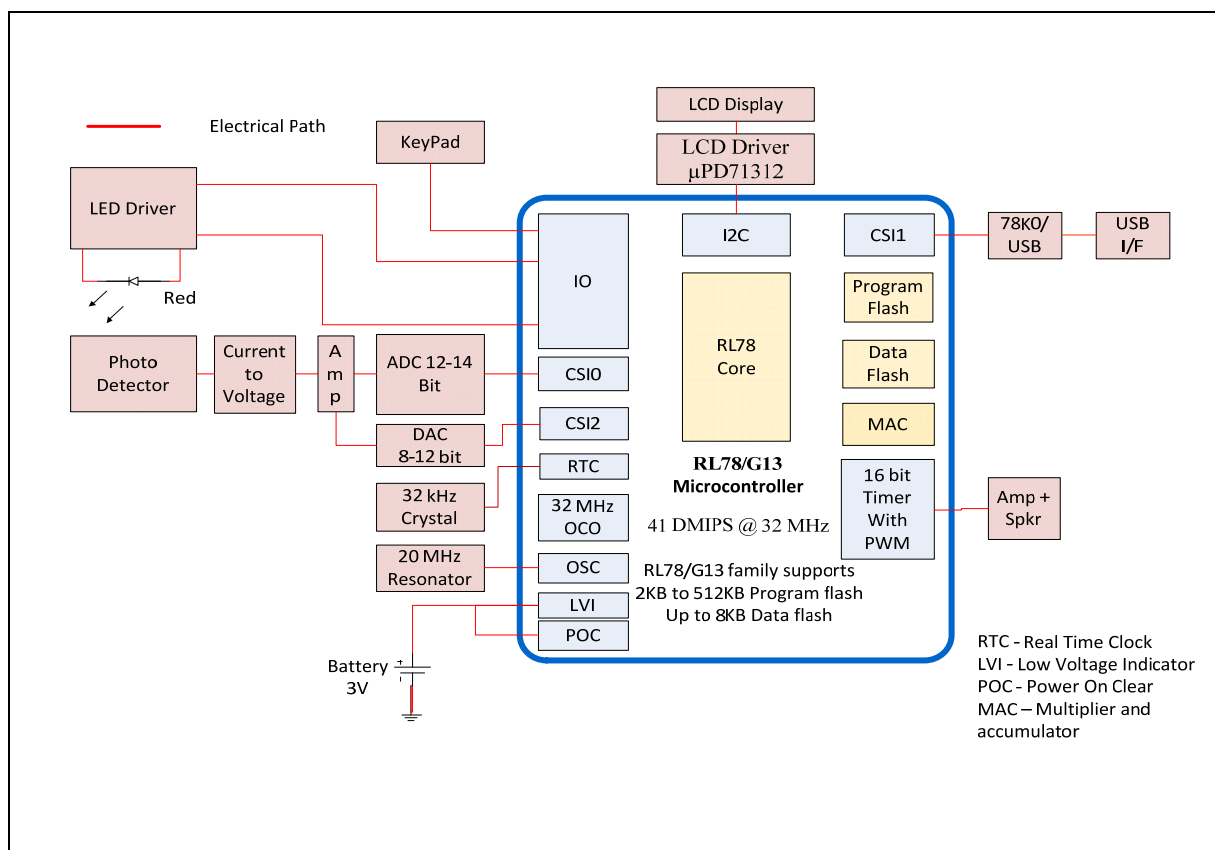 LCD Display
Electrical Path
KeyPad
LCD Driver
µPD71312
LED Driver
Red
IO
I2C
CSI1
78K0/
USB
USB
I/F
Program
Flash
RL78
Core
Data
Flash
MAC
Photo
Detector
Current
to
Voltage
A
m
p
ADC 12-14
Bit
CSI0
DAC
8-12 bit
CSI2
32 kHz
Crystal
RTC
32 MHz
OCO
20 MHz
Resonator
OSC
LVI
POC
Battery
3V
+
-
RL78/G13
Microcontroller
41 DMIPS @ 32 MHz
RL78/G13 family supports
2KB to 512KB Program flash
Up to 8KB Data flash
16 bit
Timer
With
PWM
Amp +
Spkr
RTC - Real Time Clock
LVI - Low Voltage Indicator
POC - Power On Clear
MAC – Multiplier and
accumulator